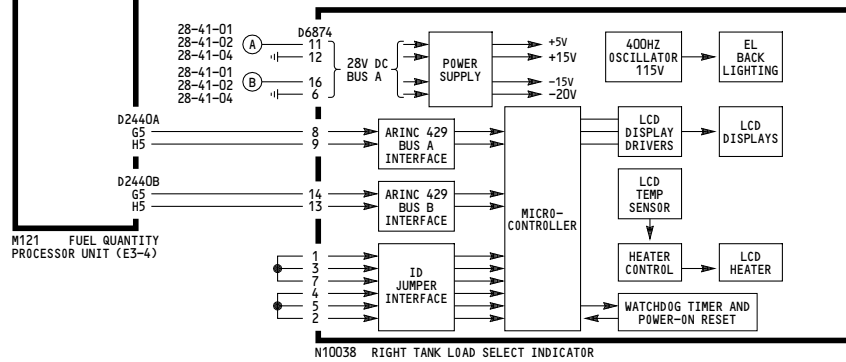 28-41-01
28-41-02
28-41-04
A
28-41-01
28-41-02
28-41-04
B
D6874
11
12
16
6
28V DC
BUS A
POWER
SUPPLY
+5V
+15V
-15V
-20V
400HZ
OSCILLATOR
115V
EL
BACK
LIGHTING
D2440A
G5
H5
8
9
ARINC 429
BUS A
INTERFACE
LCD
DISPLAY
DRIVERS
LCD
DISPLAYS
D2440B
G5
H5
14
13
ARINC 429
BUS B
INTERFACE
MICRO-
CONTROLLER
LCD
TEMP
SENSOR
M121 FUEL QUANTITY
PROCESSOR UNIT (E3-4)
1
3
7
4
5
2
ID
JUMPER
INTERFACE
HEATER
CONTROL
LCD
HEATER
WATCHDOG TIMER AND
POWER-ON RESET
N10038 RIGHT TANK LOAD SELECT INDICATOR